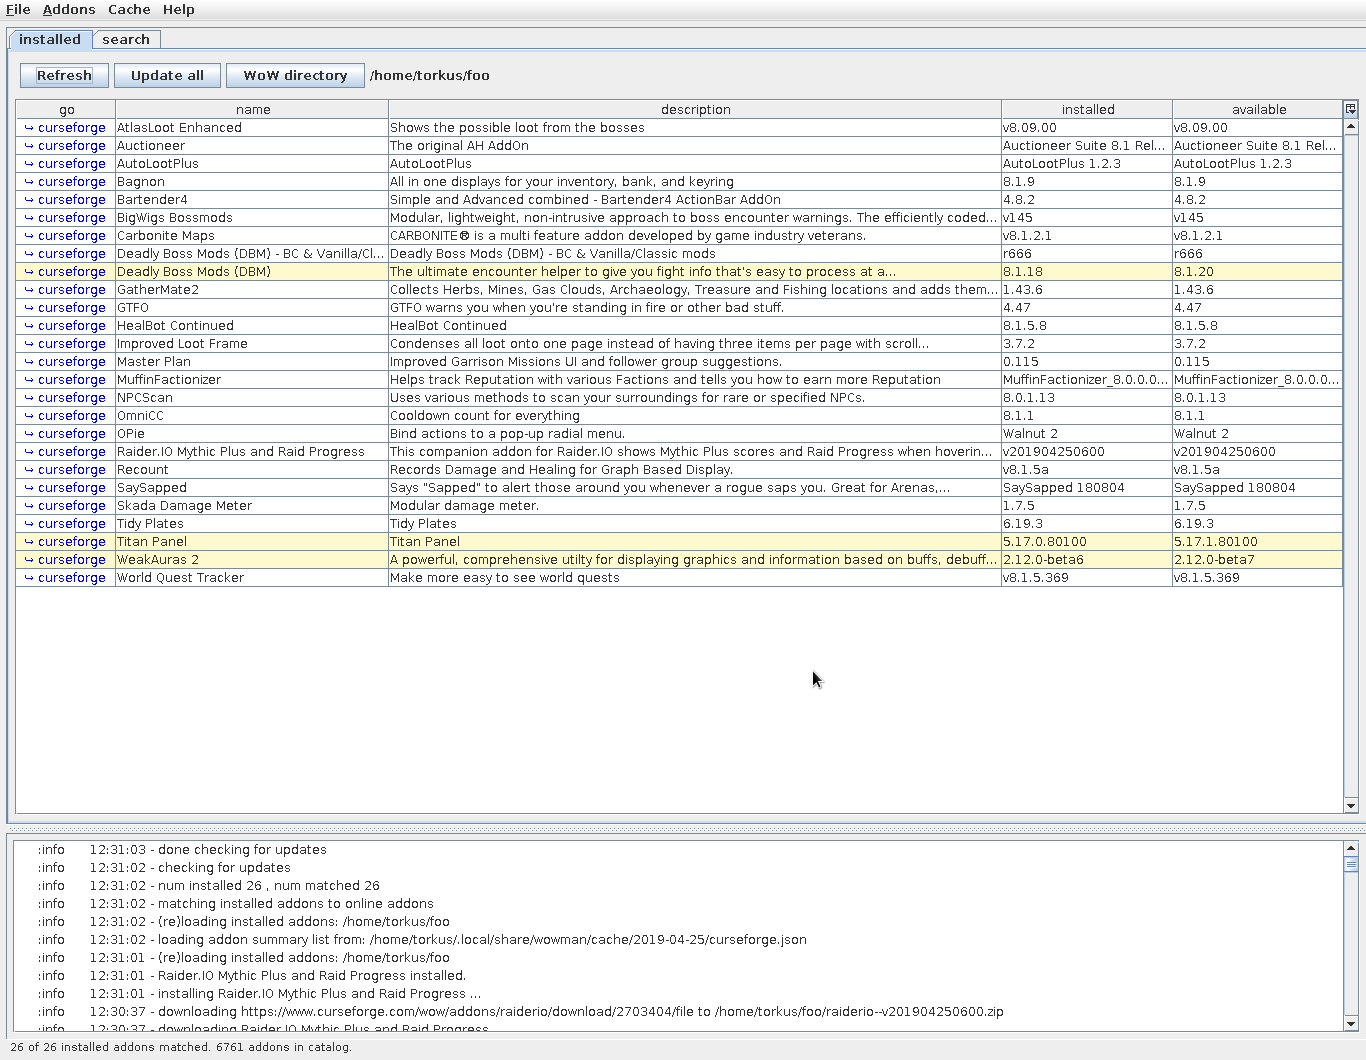 File Addons Cache Help
installed search
Refresh Update all WoW directory /home/torkus/foo
go name description installed available
↪ curseforge AtlasLoot Enhanced Shows the possible loot from the bosses v8.09.00 v8.09.00
↪ curseforge Auctioneer The original AH AddOn Auctioneer Suite 8.1 Rel... Auctioneer Suite 8.1 Rel...
↪ curseforge AutoLootPlus AutoLootPlus AutoLootPlus 1.2.3 AutoLootPlus 1.2.3
↪ curseforge Bagnon All in one displays for your inventory, bank, and keyring 8.1.9 8.1.9
↪ curseforge Bartender4 Simple and Advanced combined - Bartender4 ActionBar AddOn 4.8.2 4.8.2
↪ curseforge BigWigs Bossmods Modular, lightweight, non-intrusive approach to boss encounter warnings. The efficiently coded... v145 v145
↪ curseforge Carbonite Maps CARBONITE® is a multi feature addon developed by game industry veterans. v8.1.2.1 v8.1.2.1
↪ curseforge Deadly Boss Mods (DBM) - BC & Vanilla/Cl... Deadly Boss Mods (DBM) - BC & Vanilla/Classic mods r666 r666
↪ curseforge Deadly Boss Mods (DBM) The ultimate encounter helper to give you fight info that's easy to process at a... 8.1.18 8.1.20
↪ curseforge GatherMate2 Collects Herbs, Mines, Gas Clouds, Archaeology, Treasure and Fishing locations and adds them... 1.43.6 1.43.6
↪ curseforge GTFO GTFO warns you when you're standing in fire or other bad stuff. 4.47 4.47
↪ curseforge HealBot Continued HealBot Continued 8.1.5.8 8.1.5.8
↪ curseforge Improved Loot Frame Condenses all loot onto one page instead of having three items per page with scroll... 3.7.2 3.7.2
↪ curseforge Master Plan Improved Garrison Missions UI and follower group suggestions. 0.115 0.115
↪ curseforge MuffinFactionizer Helps track Reputation with various Factions and tells you how to earn more Reputation MuffinFactionizer_8.0.0.0... MuffinFactionizer_8.0.0.0...
↪ curseforge NPCScan Uses various methods to scan your surroundings for rare or specified NPCs. 8.0.1.13 8.0.1.13
↪ curseforge OmniCC Cooldown count for everything 8.1.1 8.1.1
↪ curseforge OPie Bind actions to a pop-up radial menu. Walnut 2 Walnut 2
↪ curseforge Raider.IO Mythic Plus and Raid Progress This companion addon for Raider.IO shows Mythic Plus scores and Raid Progress when hoverin... v201904250600 v201904250600
↪ curseforge Recount Records Damage and Healing for Graph Based Display. v8.1.5a v8.1.5a
↪ curseforge SaySapped Says "Sapped" to alert those around you whenever a rogue saps you. Great for Arenas,... SaySapped 180804 SaySapped 180804
↪ curseforge Skada Damage Meter Modular damage meter. 1.7.5 1.7.5
↪ curseforge Tidy Plates Tidy Plates 6.19.3 6.19.3
↪ curseforge Titan Panel Titan Panel 5.17.0.80100 5.17.1.80100
↪ curseforge WeakAuras 2 A powerful, comprehensive utilty for displaying graphics and information based on buffs, debuff... 2.12.0-beta6 2.12.0-beta7
↪ curseforge World Quest Tracker Make more easy to see world quests v8.1.5.369 v8.1.5.369
:info 12:31:03 - done checking for updates
:info 12:31:02 - checking for updates
:info 12:31:02 - num installed 26 , num matched 26
:info 12:31:02 - matching installed addons to online addons
:info 12:31:02 - (re)loading installed addons: /home/torkus/foo
:info 12:31:02 - loading addon summary list from: /home/torkus/.local/share/wowman/cache/2019-04-25/curseforge.json
:info 12:31:01 - (re)loading installed addons: /home/torkus/foo
:info 12:31:01 - Raider.IO Mythic Plus and Raid Progress installed.
:info 12:31:01 - installing Raider.IO Mythic Plus and Raid Progress ...
:info 12:30:37 - downloading https://www.curseforge.com/wow/addons/raiderio/download/2703404/file to /home/torkus/foo/raiderio--v201904250600.zip
:info 12:30:37 - downloading Raider.IO Mythic Plus and Raid Progress
26 of 26 installed addons matched. 6761 addons in catalog.